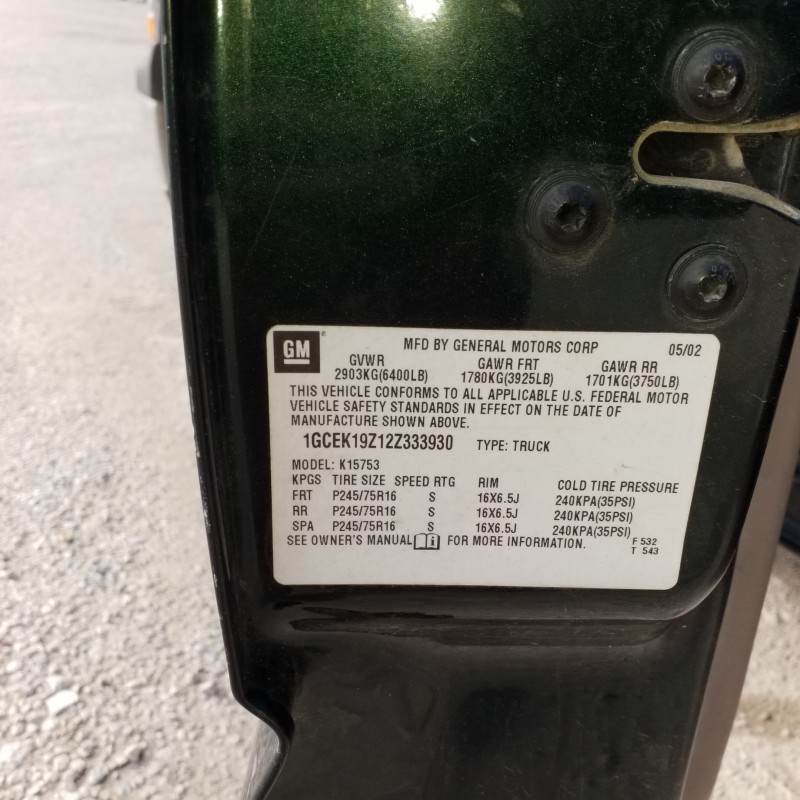 GM ®
MFD BY GENERAL MOTORS CORP 05/02
GVWR GAWR FRT GAWR RR
2903KG(6400LB) 1780KG(3925LB) 1701KG(3750LB)
THIS VEHICLE CONFORMS TO ALL APPLICABLE U.S. FEDERAL MOTOR
VEHICLE SAFETY STANDARDS IN EFFECT ON THE DATE OF
MANUFACTURE SHOWN ABOVE.
1GCEK19Z12Z333930 TYPE: TRUCK
MODEL: K15753
KPGS TIRE SIZE SPEED RTG RIM COLD TIRE PRESSURE
FRT P245/75R16 S 16X6.5J 240KPA(35PSI)
RR P245/75R16 S 16X6.5J 240KPA(35PSI)
SPA P245/75R16 S 16X6.5J 240KPA(35PSI)
SEE OWNER'S MANUAL FOR MORE INFORMATION. F 532
T 543